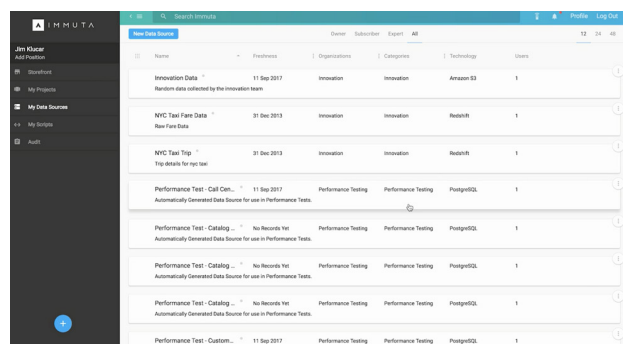 IMMUTA
Search Immuta
Profile Log Out
New Data Source
Owner Subscriber Expert All
12 24 48
Jim Klucar
Add Position
Storefront
My Projects
My Data Sources
My Scripts
Audit
Name Freshness Organizations Categories Technology Users
Innovation Data 11 Sep 2017 Innovation Innovation Amazon S3 1
Random data collected by the innovation team
NYC Taxi Fare Data 31 Dec 2013 Innovation Innovation Redshift 1
Raw Fare Data
NYC Taxi Trip 31 Dec 2013 Innovation Innovation Redshift 1
Trip details for nyc taxi
Performance Test - Call Cen... 11 Sep 2017 Performance Testing Performance Testing PostgreSQL 1
Automatically Generated Data Source for use in Performance Tests.
Performance Test - Catalog ... No Records Yet Performance Testing Performance Testing PostgreSQL 1
Automatically Generated Data Source for use in Performance Tests.
Performance Test - Catalog ... No Records Yet Performance Testing Performance Testing PostgreSQL 1
Automatically Generated Data Source for use in Performance Tests.
Performance Test - Catalog ... No Records Yet Performance Testing Performance Testing PostgreSQL 1
Automatically Generated Data Source for use in Performance Tests.
Performance Test - Custom... 11 Sep 2017 Performance Testing Performance Testing PostgreSQL 1